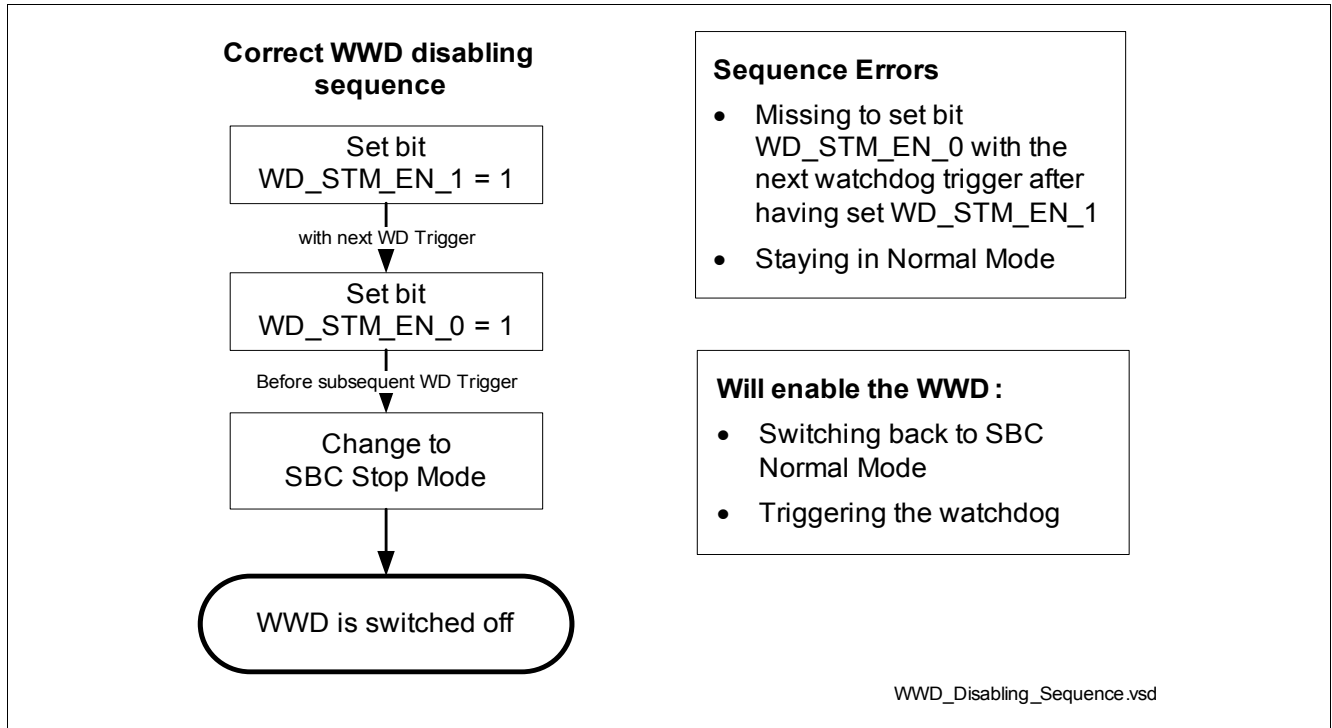 Correct WWD disabling
sequence
Set bit
WD_STM_EN_1 = 1
with next WD Trigger
Set bit
WD_STM_EN_0 = 1
Before subsequent WD Trigger
Change to
SBC Stop Mode
WWD is switched off
Sequence Errors
• Missing to set bit
WD_STM_EN_0 with the
next watchdog trigger after
having set WD_STM_EN_1
• Staying in Normal Mode
Will enable the WWD :
• Switching back to SBC
Normal Mode
• Triggering the watchdog
WWD_Disabling_Sequence.vsd